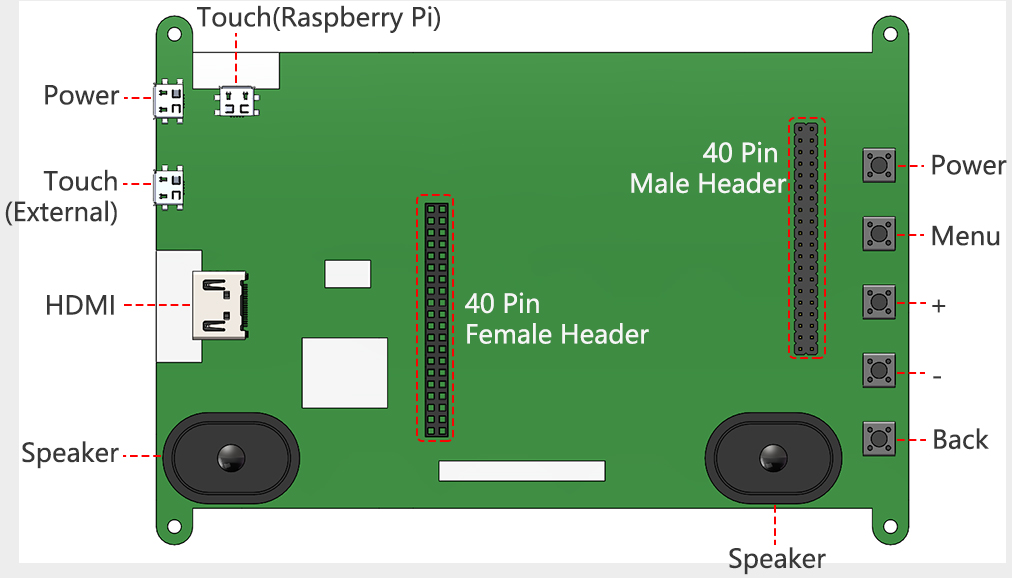 Touch(Raspberry Pi)
Power
Touch
(External)
HDMI
Speaker
40 Pin
Female Header
40 Pin
Male Header
Power
Menu
+
-
Back
Speaker